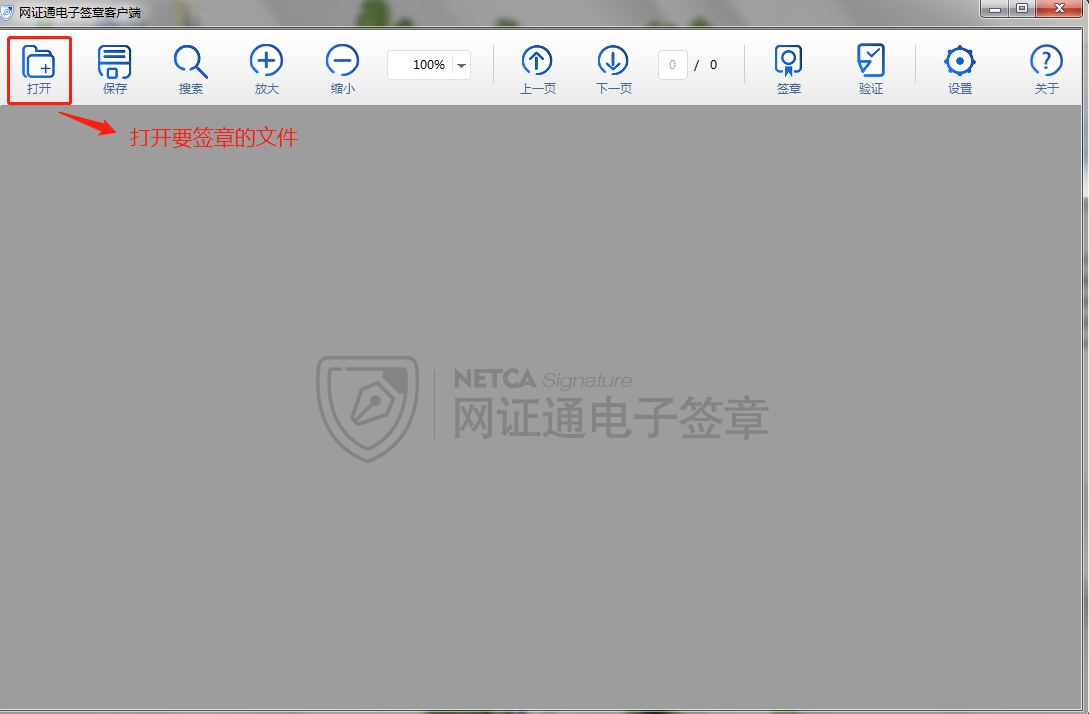 网证通电子签章客户端
打开 保存 搜索 放大 缩小 100% 上一页 下一页 0 / 0 签章 验证 设置 关于
打开要签章的文件
NETCA Signature
网证通电子签章